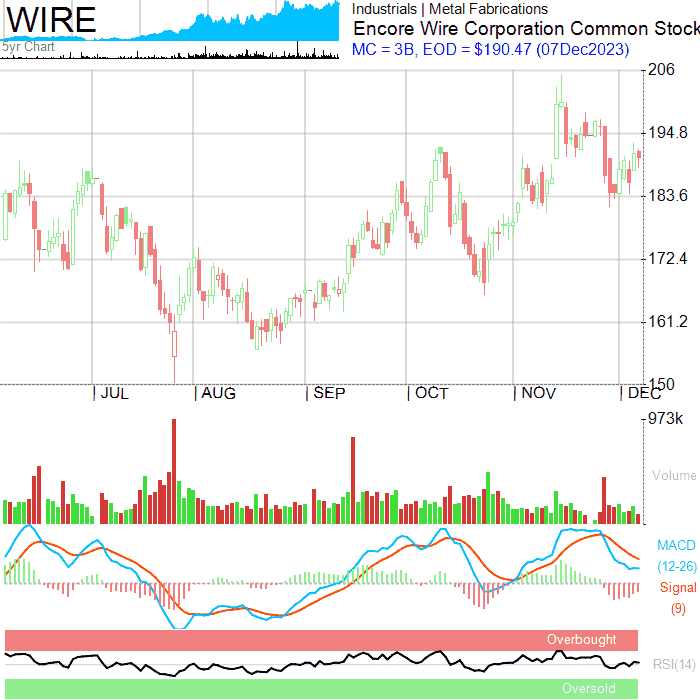 WIRE
5yr Chart
Industrials | Metal Fabrications
Encore Wire Corporation Common Stock
MC = 3B, EOD = $190.47 (07Dec2023)
206
194.8
183.6
172.4
161.2
150
JUL
AUG
SEP
OCT
NOV
DEC
973k
Volume
MACD
(12-26)
Signal
(9)
Overbought
RSI(14)
Oversold